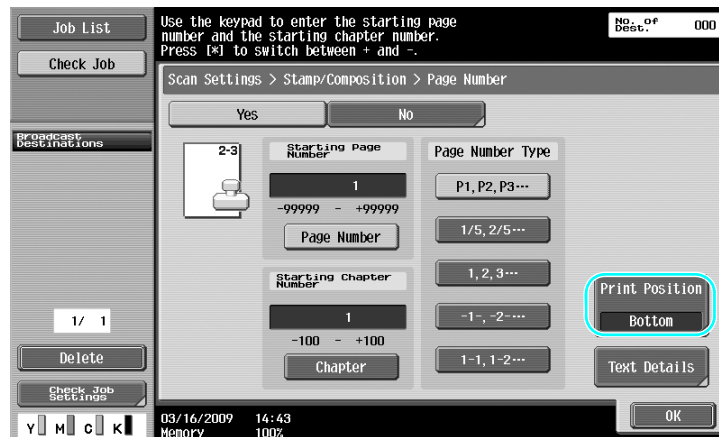 Job List
Check Job
Use the keypad to enter the starting page
number and the starting chapter number.
Press [*] to switch between + and -.
No. of
Dest.
000
Scan Settings > Stamp/Composition > Page Number
Yes
No
Broadcast
Destinations
2-3
Starting Page
Number
1
-99999 - +99999
Page Number
Starting Chapter
Number
1
-100 - +100
Chapter
Page Number Type
P1,P2,P3···
1/5,2/5···
1,2,3···
-1-,-2-···
1-1,1-2···
Print Position
Bottom
Text Details
1/ 1
Delete
Check Job
Settings
Y M C K
03/16/2009 14:43
Memory 100%
OK